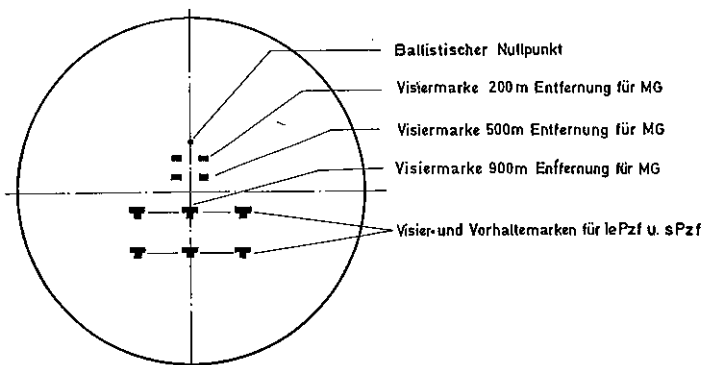 Ballistischer Nullpunkt
Visiermarke 200m Entfernung für MG
Visiermarke 500m Entfernung für MG
Visiermarke 900m Enffernung für MG
Visier-und Vorhaltemarken für lePzf u. sPzf